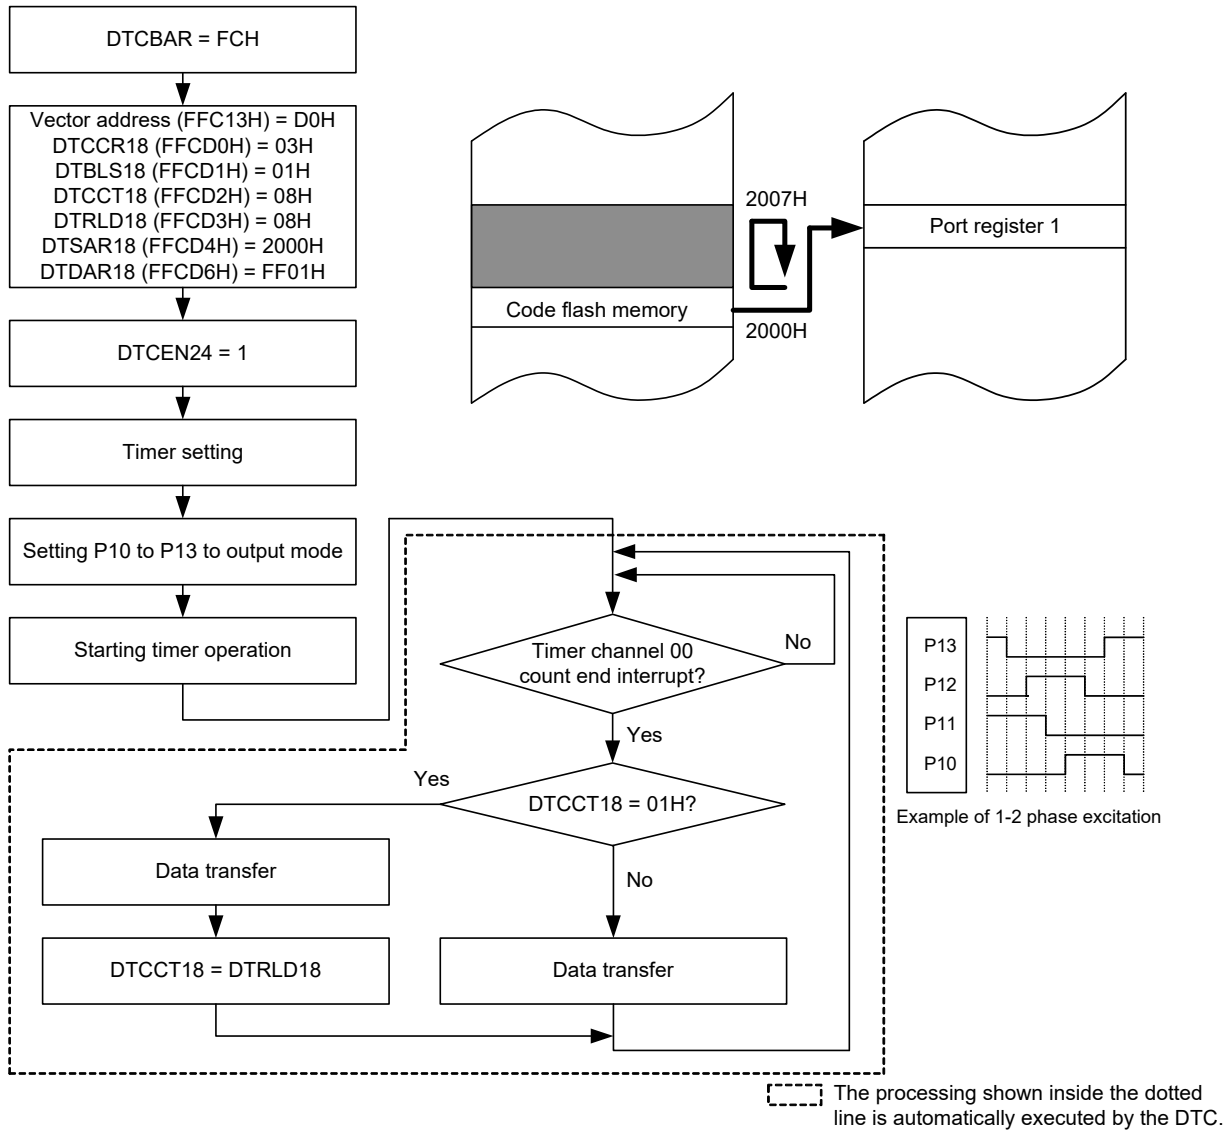 DTCBAR = FCH
Vector address (FFC13H) = D0H
DTCCR18 (FFCD0H) = 03H
DTBLS18 (FFCD1H) = 01H
DTCCT18 (FFCD2H) = 08H
DTRLD18 (FFCD3H) = 08H
DTSAR18 (FFCD4H) = 2000H
DTDAR18 (FFCD6H) = FF01H
DTCEN24 = 1
Timer setting
Setting P10 to P13 to output mode
Starting timer operation
2007H
Port register 1
Code flash memory
2000H
Timer channel 00
count end interrupt?
No
Yes
DTCCT18 = 01H?
Yes
No
Data transfer
DTCCT18 = DTRLD18
Data transfer
P13
P12
P11
P10
Example of 1-2 phase excitation
The processing shown inside the dotted
line is automatically executed by the DTC.